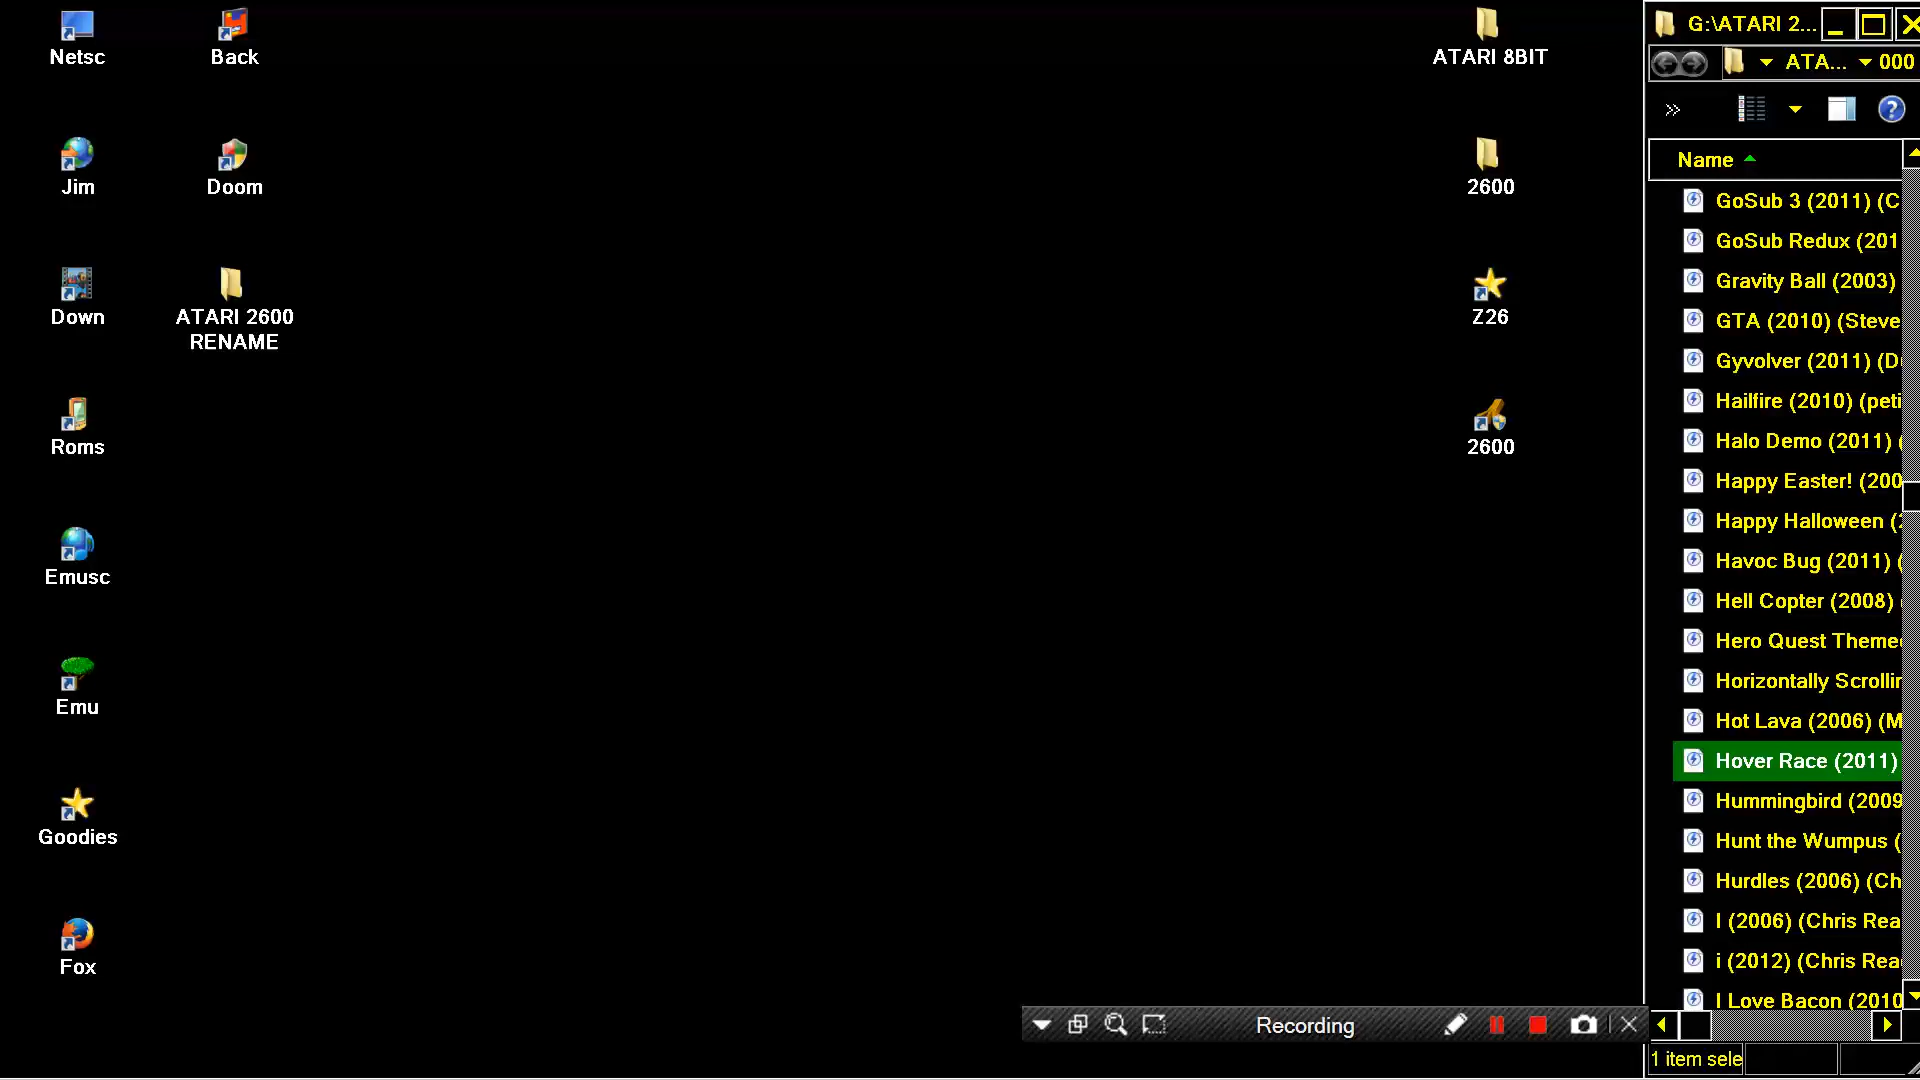 Netsc
Back
Jim
Doom
Down
ATARI 2600
RENAME
Roms
Emusc
Emu
Goodies
Fox
ATARI 8BIT
2600
Z26
2600
G:\ATARI 2...
ATA... 000
Name
GoSub 3 (2011) (C
GoSub Redux (201
Gravity Ball (2003)
GTA (2010) (Steve
Gyvolver (2011) (D
Hailfire (2010) (peti
Halo Demo (2011) (
Happy Easter! (200
Happy Halloween (2
Havoc Bug (2011) (
Hell Copter (2008)
Hero Quest Theme
Horizontally Scrollin
Hot Lava (2006) (M
Hover Race (2011)
Hummingbird (2009
Hunt the Wumpus (
Hurdles (2006) (Ch
I (2006) (Chris Rea
i (2012) (Chris Rea
I Love Bacon (2010
Recording
1 item sele